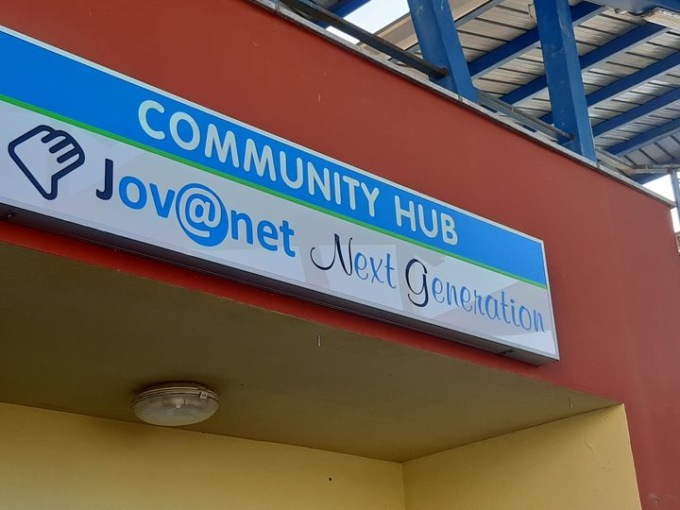 COMMUNITY HUB
Jov@net Next Generation